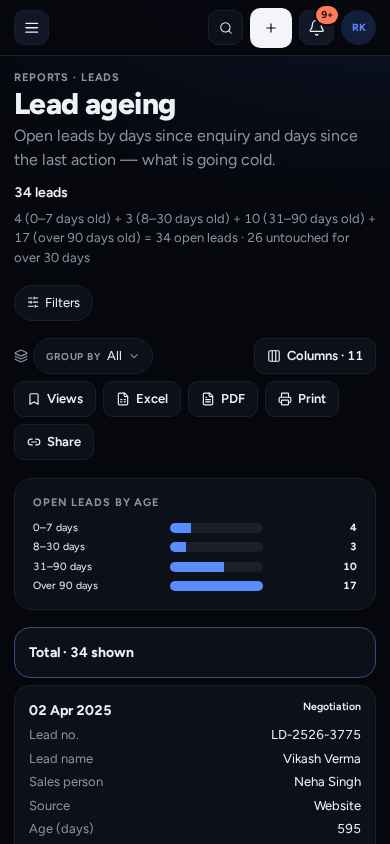 9+
RK
REPORTS · LEADS
Lead ageing
Open leads by days since enquiry and days since
the last action — what is going cold.
34 leads
4 (0–7 days old) + 3 (8–30 days old) + 10 (31–90 days old) +
17 (over 90 days old) = 34 open leads · 26 untouched for
over 30 days
Filters
GROUP BY All
Columns · 11
Views Excel PDF Print
Share
OPEN LEADS BY AGE
0–7 days 4
8–30 days 3
31–90 days 10
Over 90 days 17
Total · 34 shown
02 Apr 2025 Negotiation
Lead no. LD-2526-3775
Lead name Vikash Verma
Sales person Neha Singh
Source Website
Age (days) 595